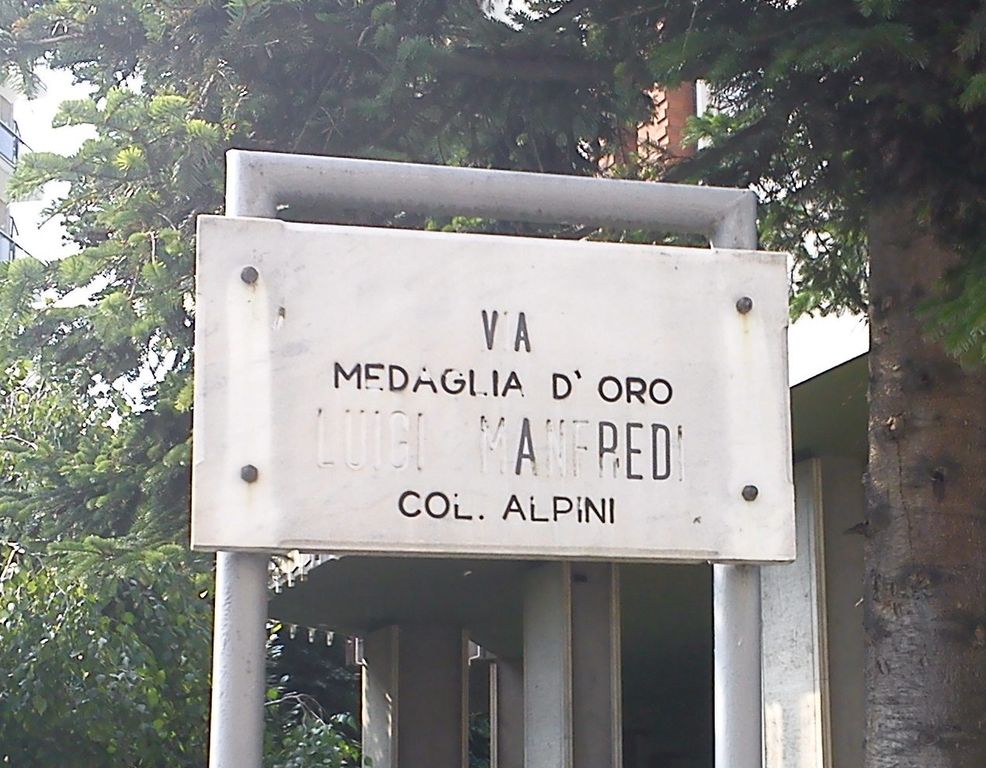 VIA
MEDAGLIA D' ORO
LUIGI MANFREDI
COL. ALPINI